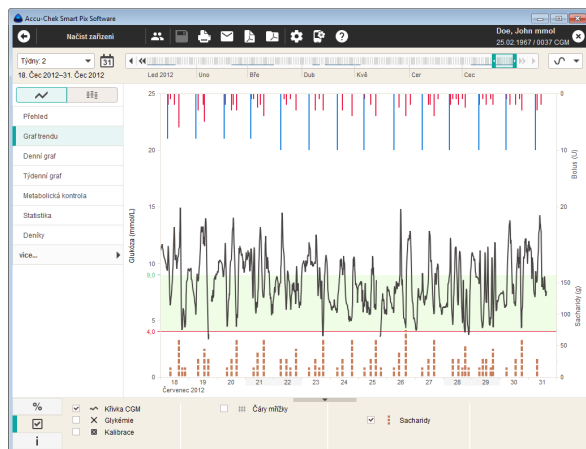 Accu-Chek Smart Pix Software
Načíst zařízení
Doe, John mmol
25.02.1967 / 0037 CGM
Týdny: 2
31
18. Čec 2012–31. Čec 2012
Led 2012 Uno Bře Dub Kvě Cer Cec
Přehled
Graf trendu
Denní graf
Týdenní graf
Metabolická kontrola
Statistika
Deníky
více...
Glukóza (mmol/L)
25
20
15
10
9.0
5
4.0
0
Bolus (U)
0
10
20
Sacharidy (g)
150
100
50
0
18 19 20 21 22 23 24 25 26 27 28 29 30 31
Červenec 2012
%
i
Křivka CGM
Glykémie
Kalibrace
Čáry mřížky
Sacharidy